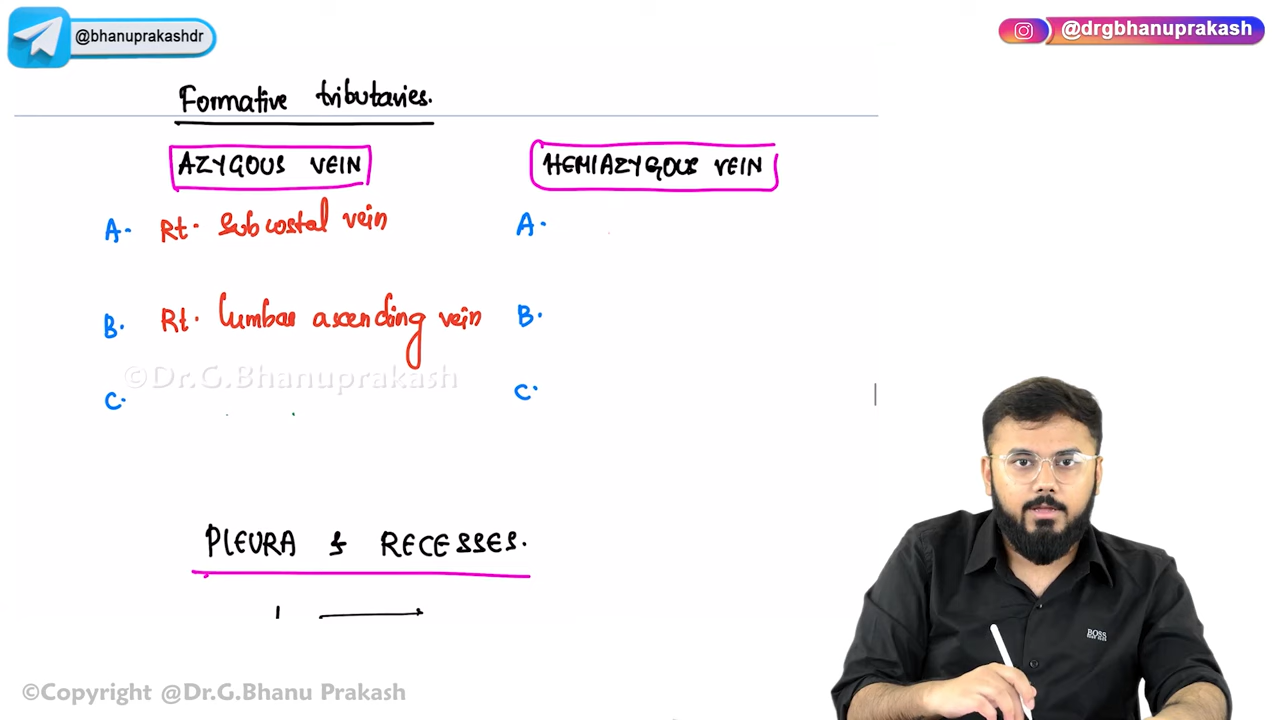 @bhanuprakashdr
@drgbhanuprakash
Formative tributaries.
AZYGOUS VEIN
HEMIAZYGOUS VEIN
A. Rt. Subcostal vein
A.
B. Rt. lumbar ascending vein
B.
©Dr.G.Bhanuprakash
C.
C.
PLEURA & RECESSES.
BOSS
©Copyright @Dr.G.Bhanu Prakash